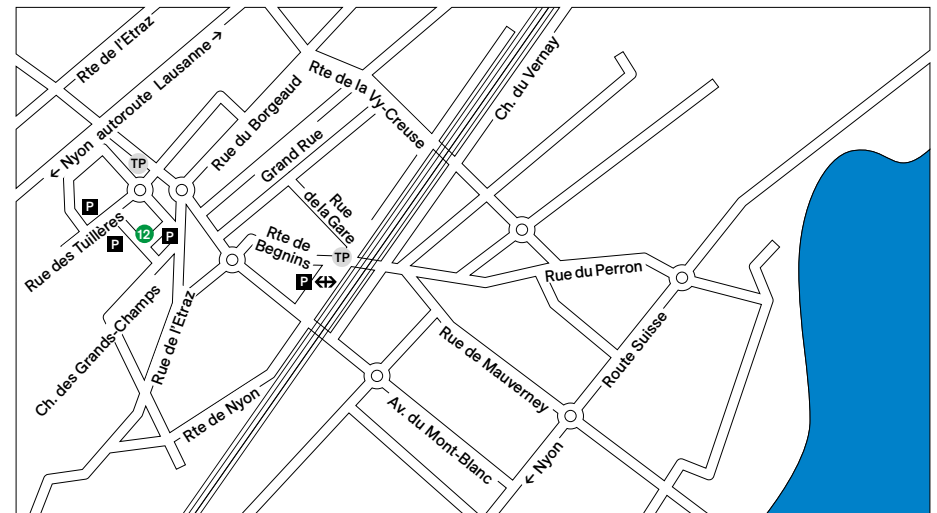 Rte de l'Etraz
← Nyon autoroute Lausanne →
Rue du Borgeaud
Rte de la Vy-Creuse
Ch. du Vernay
Grand Rue
TP
P
Rue des Tuillères
P
12
P
Rue
de la Gare
Rte de
Begnins
TP
P
Rue du Perron
Ch. des Grands-Champs
Rue de l'Etraz
Rte de Nyon
Rue de Mauverney
Route Suisse
Av. du Mont-Blanc
← Nyon